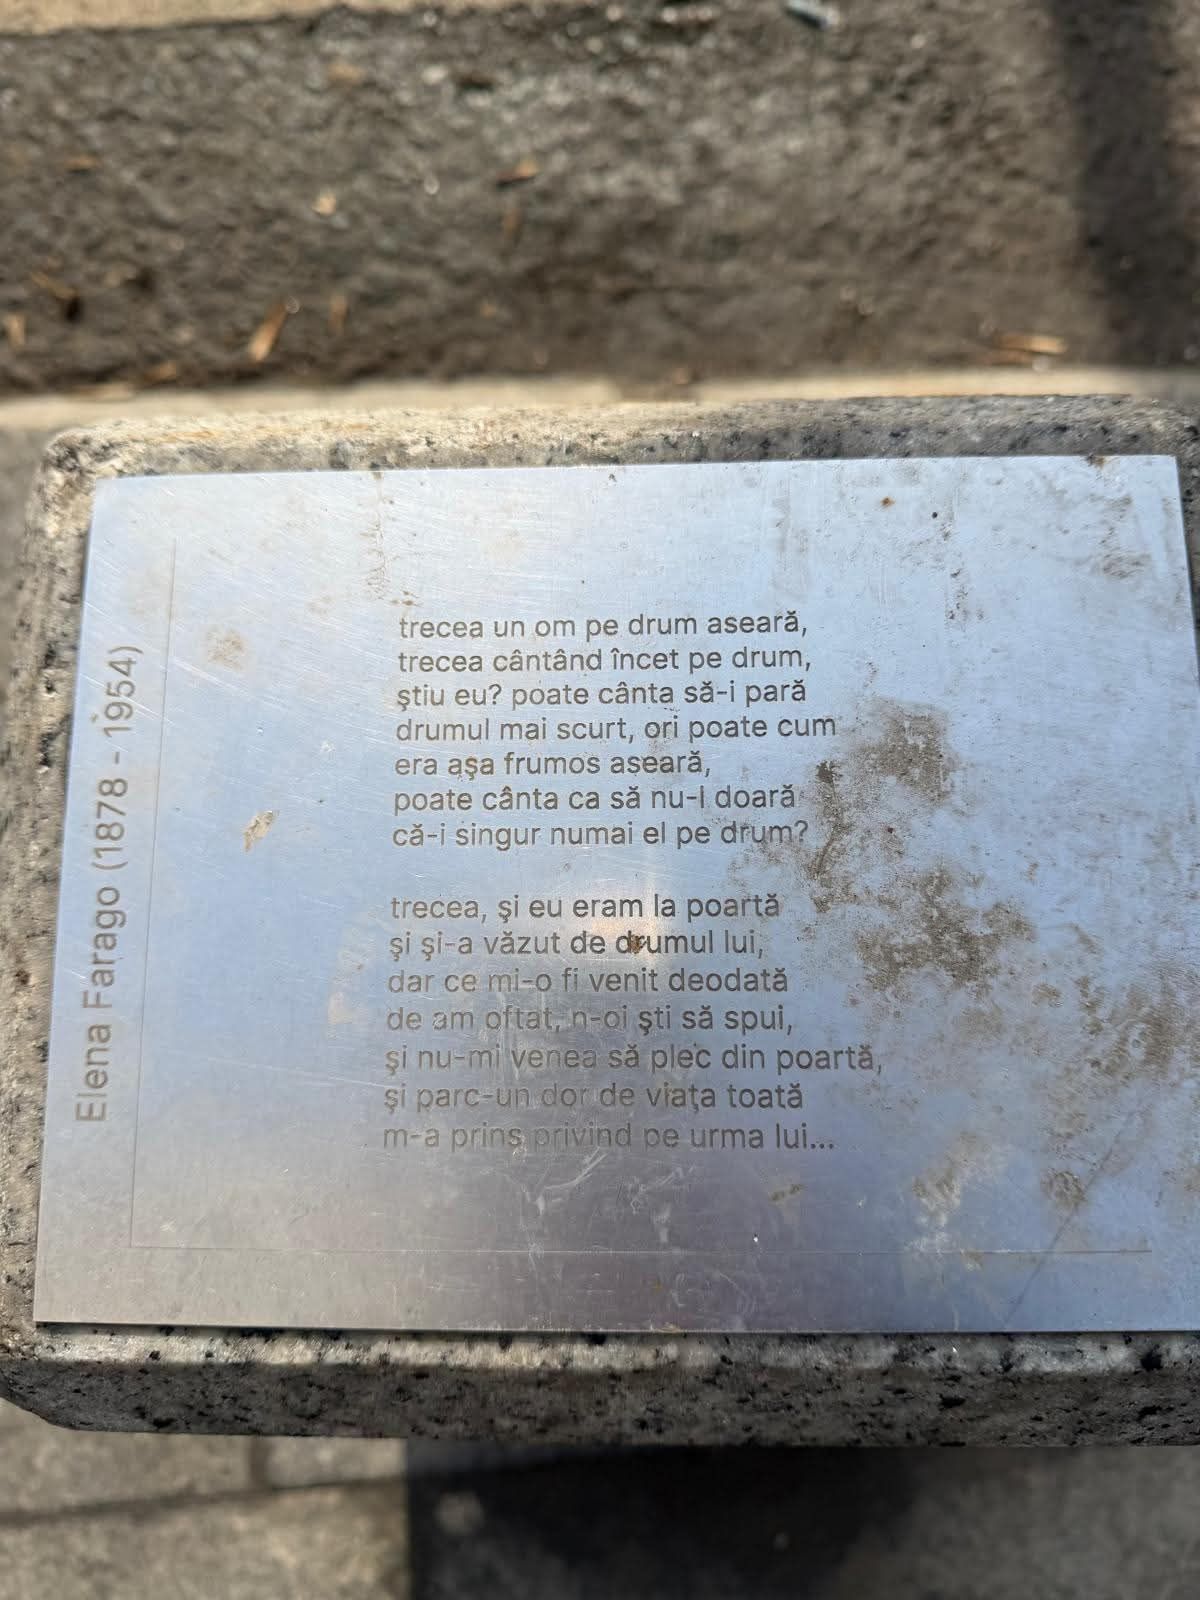 Elena Farago (1878 - 1954)
trecea un om pe drum aseară,
trecea cântând încet pe drum,
ştiu eu? poate cânta să-i pară
drumul mai scurt, ori poate cum
era aşa frumos aseară,
poate cânta ca să nu-l doară
că-i singur numai el pe drum?
trecea, şi eu eram la poartă
şi şi-a văzut de drumul lui,
dar ce mi-o fi venit deodată
de am oftat, n-oi şti să spui,
şi nu-mi venea să plec din poartă,
şi parc-un dor de viaţa toată
m-a prins privind pe urma lui...